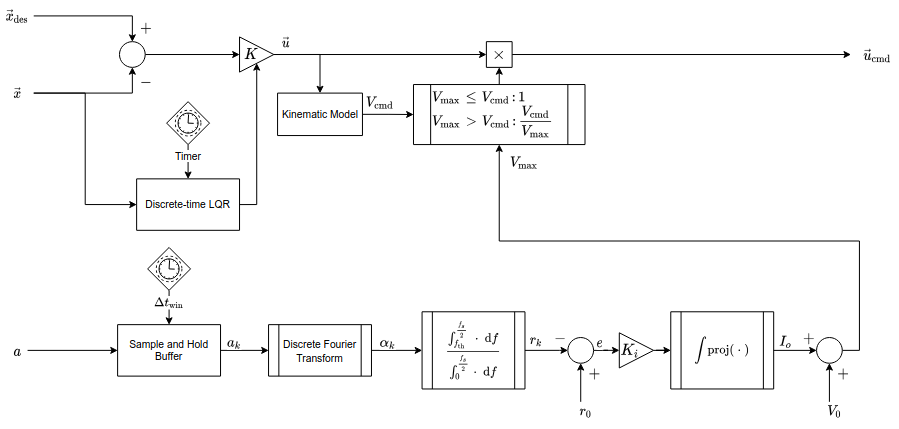 $\vec{x}_{\text{des}}$
+
−
$\vec{x}$
K
$\vec{u}$
×
$\vec{u}_{\text{cmd}}$
Kinematic Model
$V_{\text{cmd}}$
$V_{\max} \leq V_{\text{cmd}} : 1$
$V_{\max} > V_{\text{cmd}} : \frac{V_{\text{cmd}}}{V_{\max}}$
$V_{\max}$
Timer
Discrete-time LQR
$\Delta t_{\text{win}}$
$a$
Sample and Hold
Buffer
$a_k$
Discrete Fourier
Transform
$\alpha_k$
$\frac{\int_{f_{\text{th}}}^{\frac{f_s}{2}} \cdot \, \mathrm{d}f}{\int_{0}^{\frac{f_s}{2}} \cdot \, \mathrm{d}f}$
$r_k$
−
+
$r_0$
$e$
$K_i$
$\int \text{proj}(\cdot)$
$I_o$
+
+
$V_0$